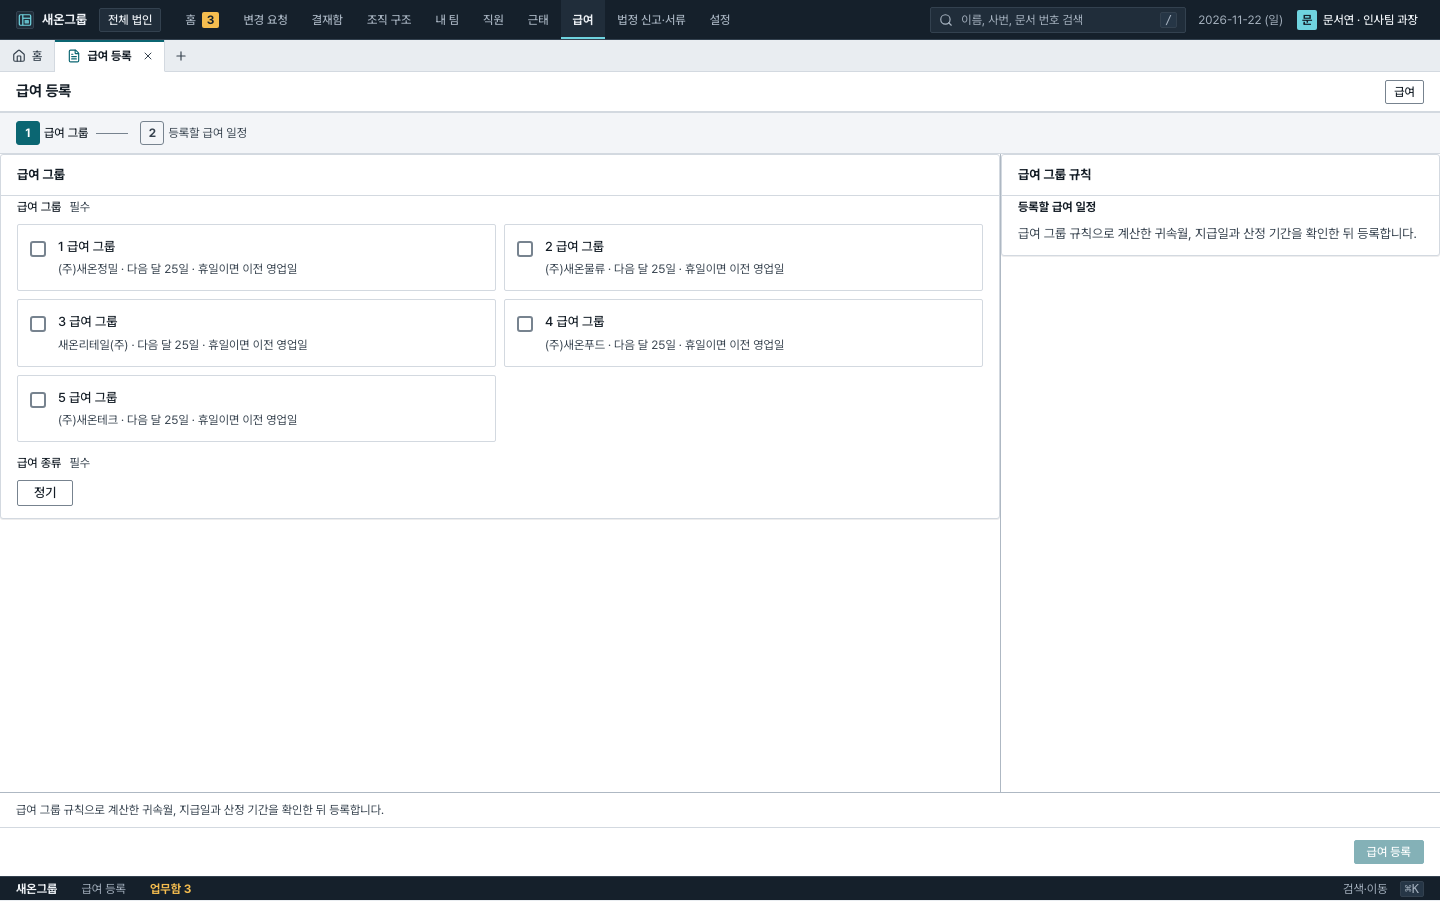 새온그룹 전체 법인 홈 3 변경 요청 결재함 조직 구조 내 팀 직원 근태 급여 법정 신고·서류 설정 이름, 사번, 문서 번호 검색 / 2026-11-22 (일) 문 문서연 · 인사팀 과장
홈 급여 등록
급여 등록 급여
1 급여 그룹 2 등록할 급여 일정
급여 그룹
급여 그룹 필수
1 급여 그룹
(주)새온정밀 · 다음 달 25일 · 휴일이면 이전 영업일
2 급여 그룹
(주)새온물류 · 다음 달 25일 · 휴일이면 이전 영업일
3 급여 그룹
새온리테일(주) · 다음 달 25일 · 휴일이면 이전 영업일
4 급여 그룹
(주)새온푸드 · 다음 달 25일 · 휴일이면 이전 영업일
5 급여 그룹
(주)새온테크 · 다음 달 25일 · 휴일이면 이전 영업일
급여 종류 필수
정기
급여 그룹 규칙
등록할 급여 일정
급여 그룹 규칙으로 계산한 귀속월, 지급일과 산정 기간을 확인한 뒤 등록합니다.
급여 그룹 규칙으로 계산한 귀속월, 지급일과 산정 기간을 확인한 뒤 등록합니다.
급여 등록
새온그룹 급여 등록 업무함 3 검색·이동 ⌘K